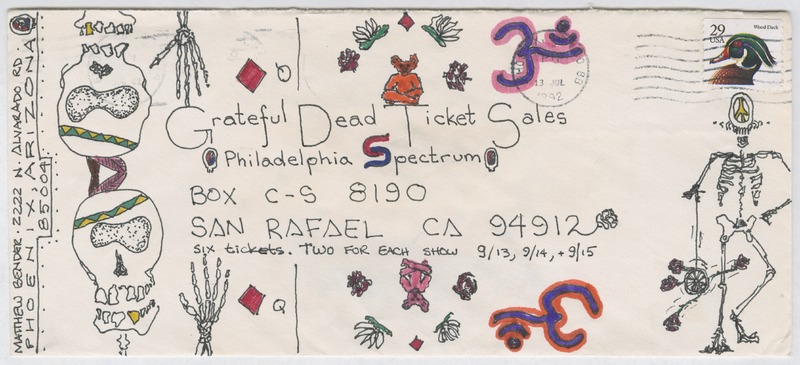 MATTHEW BENDER 2222 N. ALVARADO RD
PHOENIX, ARIZONA
85004
Q
Grateful Dead Ticket Sales
Philadelphia Spectrum
BOX C-S 8190
SAN RAFAEL CA 94912
SIX tickets. TWO FOR EACH SHOW 9/13, 9/14, + 9/15
Q
ॐ
13 JUL
1992
29
USA
Wood Duck
ॐ